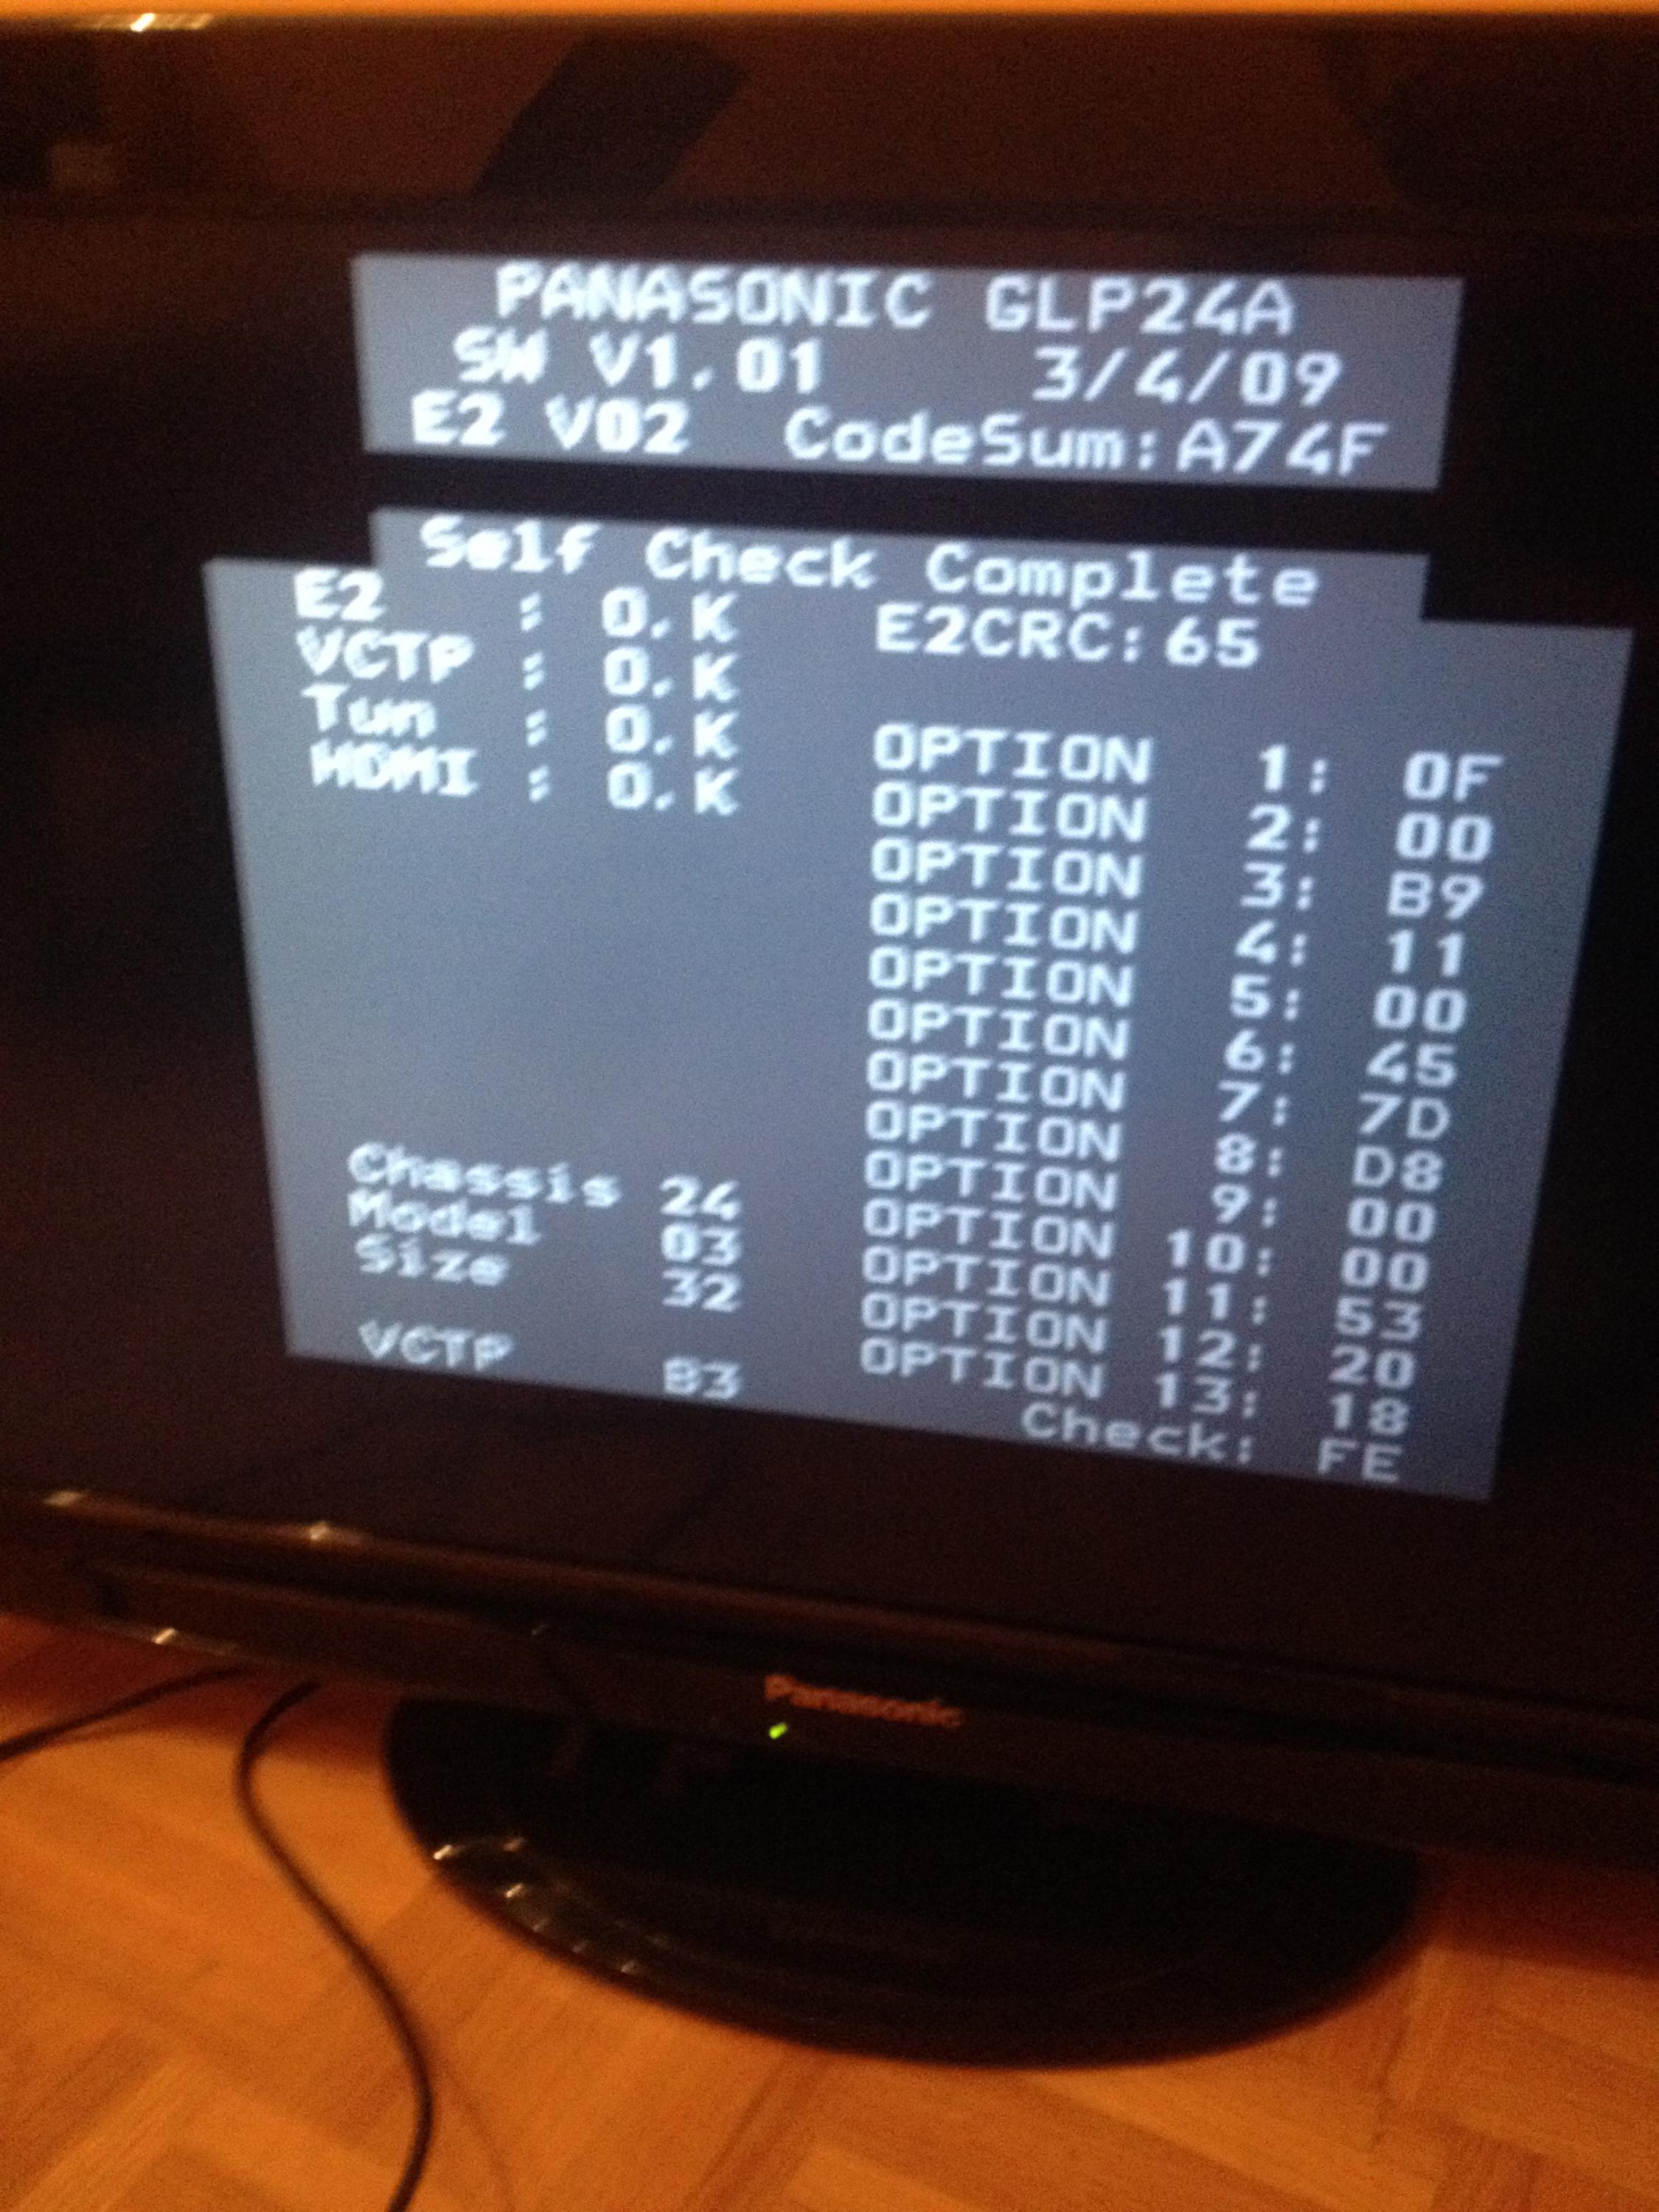 PANASONIC GLP24A
SW V1.01 3/4/09
E2 V02 CodeSum:A74F
Self Check Complete
E2 : O.K E2CRC:65
VCTP : O.K
Tun : O.K
HDMI : O.K
OPTION 1: 0F
OPTION 2: 00
OPTION 3: B9
OPTION 4: 11
OPTION 5: 00
OPTION 6: 45
OPTION 7: 7D
OPTION 8: D8
OPTION 9: 00
OPTION 10: 00
OPTION 11: 53
OPTION 12: 20
OPTION 13: 18
Check: FE
Chassis 24
Model 03
Size 32
VCTP B3
Panasonic